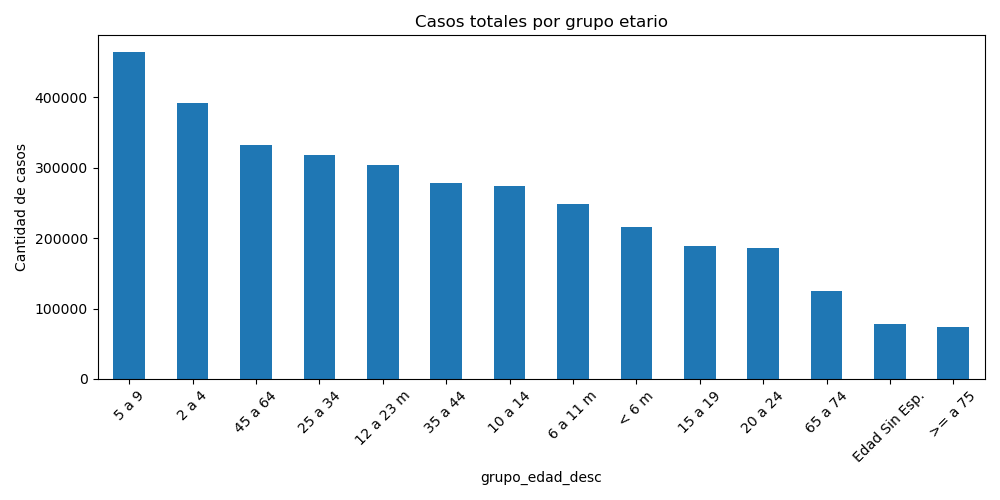 Casos totales por grupo etario
Cantidad de casos
400000
300000
200000
100000
0
5 a 9
2 a 4
45 a 64
25 a 34
12 a 23 m
35 a 44
10 a 14
6 a 11 m
< 6 m
15 a 19
20 a 24
65 a 74
Edad Sin Esp.
>= a 75
grupo_edad_desc